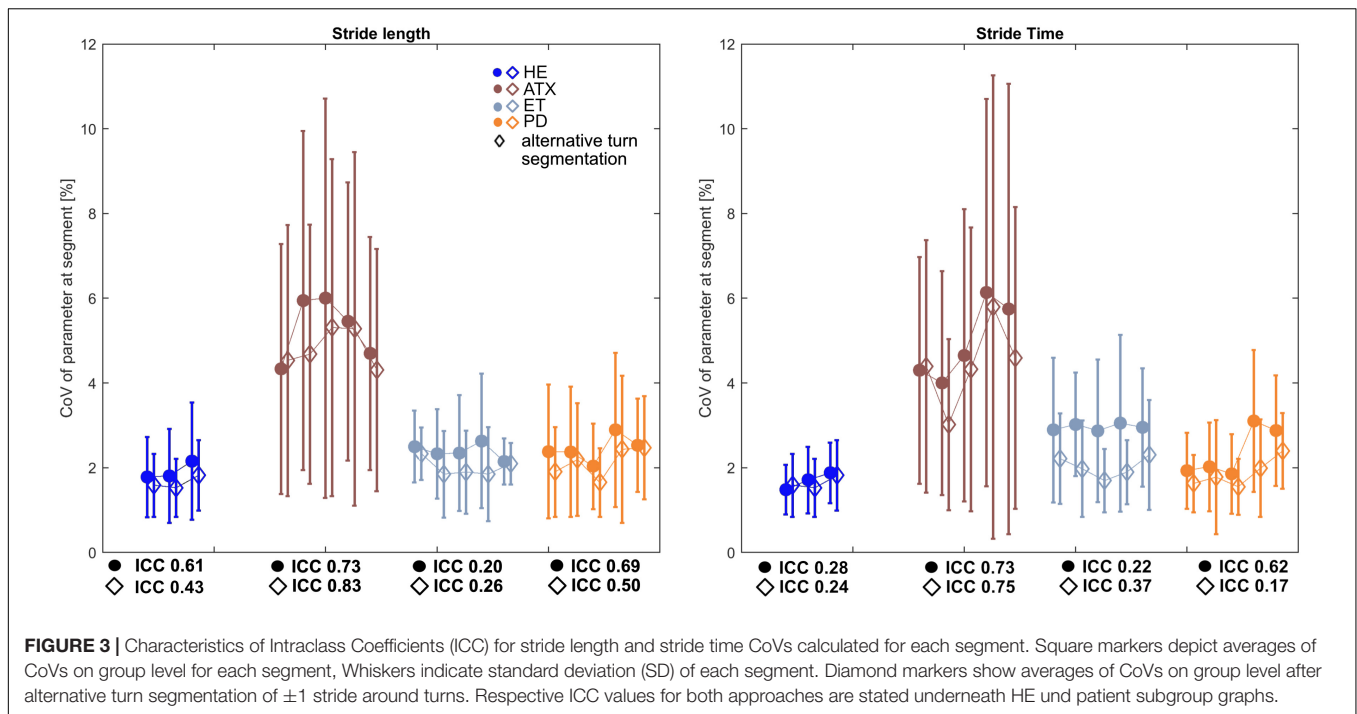 Stride length
12
10
8
6
4
2
0
CoV of parameter at segment [%]
HE
ATX
ET
PD
alternative turn
segmentation
ICC 0.61
ICC 0.43
ICC 0.73
ICC 0.83
ICC 0.20
ICC 0.26
ICC 0.69
ICC 0.50
Stride Time
12
10
8
6
4
2
0
CoV of parameter at segment [%]
ICC 0.28
ICC 0.24
ICC 0.73
ICC 0.75
ICC 0.22
ICC 0.37
ICC 0.62
ICC 0.17
FIGURE 3 | Characteristics of Intraclass Coefficients (ICC) for stride length and stride time CoVs calculated for each segment. Square markers depict averages of
CoVs on group level for each segment, Whiskers indicate standard deviation (SD) of each segment. Diamond markers show averages of CoVs on group level after
alternative turn segmentation of ±1 stride around turns. Respective ICC values for both approaches are stated underneath HE und patient subgroup graphs.